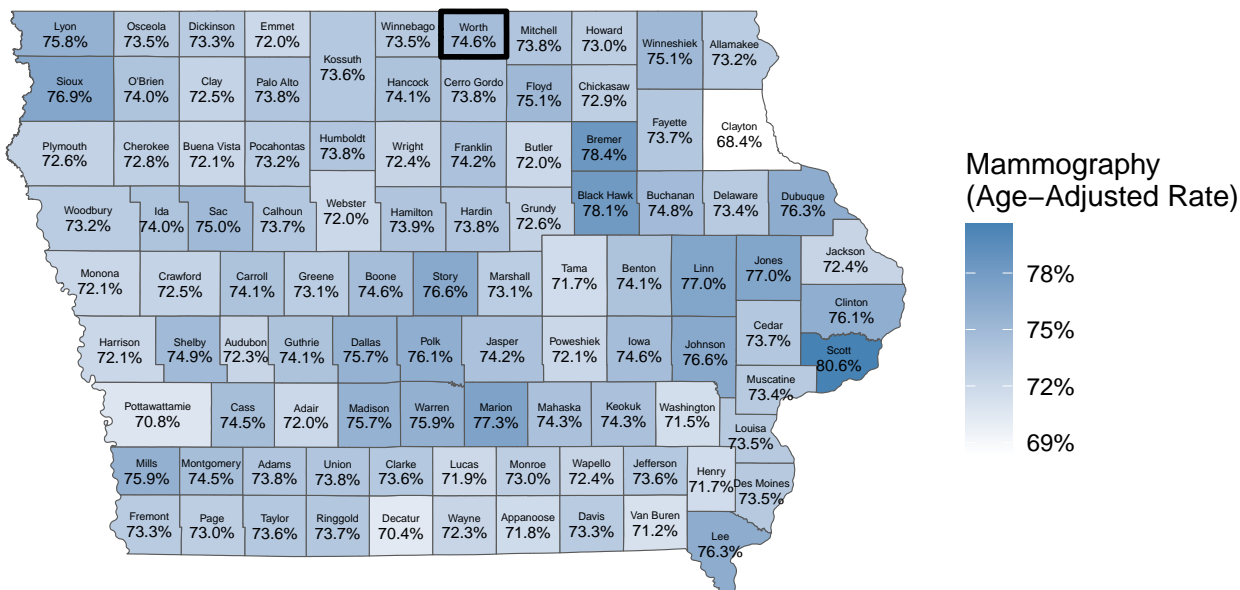 Lyon
75.8%
Osceola
73.5%
Dickinson
73.3%
Emmet
72.0%
Kossuth
73.6%
Winnebago
73.5%
Worth
74.6%
Mitchell
73.8%
Howard
73.0%
Winneshiek
75.1%
Allamakee
73.2%
Sioux
76.9%
O'Brien
74.0%
Clay
72.5%
Palo Alto
73.8%
Hancock
74.1%
Cerro Gordo
73.8%
Floyd
75.1%
Chickasaw
72.9%
Fayette
73.7%
Clayton
68.4%
Plymouth
72.6%
Cherokee
72.8%
Buena Vista
72.1%
Pocahontas
73.2%
Humboldt
73.8%
Wright
72.4%
Franklin
74.2%
Butler
72.0%
Bremer
78.4%
Woodbury
73.2%
Ida
74.0%
Sac
75.0%
Calhoun
73.7%
Webster
72.0%
Hamilton
73.9%
Hardin
73.8%
Grundy
72.6%
Black Hawk
78.1%
Buchanan
74.8%
Delaware
73.4%
Dubuque
76.3%
Monona
72.1%
Crawford
72.5%
Carroll
74.1%
Greene
73.1%
Boone
74.6%
Story
76.6%
Marshall
73.1%
Tama
71.7%
Benton
74.1%
Linn
77.0%
Jones
77.0%
Jackson
72.4%
Clinton
76.1%
Harrison
72.1%
Shelby
74.9%
Audubon
72.3%
Guthrie
74.1%
Dallas
75.7%
Polk
76.1%
Jasper
74.2%
Poweshiek
72.1%
Iowa
74.6%
Johnson
76.6%
Cedar
73.7%
Scott
80.6%
Muscatine
73.4%
Pottawattamie
70.8%
Cass
74.5%
Adair
72.0%
Madison
75.7%
Warren
75.9%
Marion
77.3%
Mahaska
74.3%
Keokuk
74.3%
Washington
71.5%
Louisa
73.5%
Mills
75.9%
Montgomery
74.5%
Adams
73.8%
Union
73.8%
Clarke
73.6%
Lucas
71.9%
Monroe
73.0%
Wapello
72.4%
Jefferson
73.6%
Henry
71.7%
Des Moines
73.5%
Fremont
73.3%
Page
73.0%
Taylor
73.6%
Ringgold
73.7%
Decatur
70.4%
Wayne
72.3%
Appanoose
71.8%
Davis
73.3%
Van Buren
71.2%
Lee
76.3%
Mammography
(Age−Adjusted Rate)
78%
75%
72%
69%